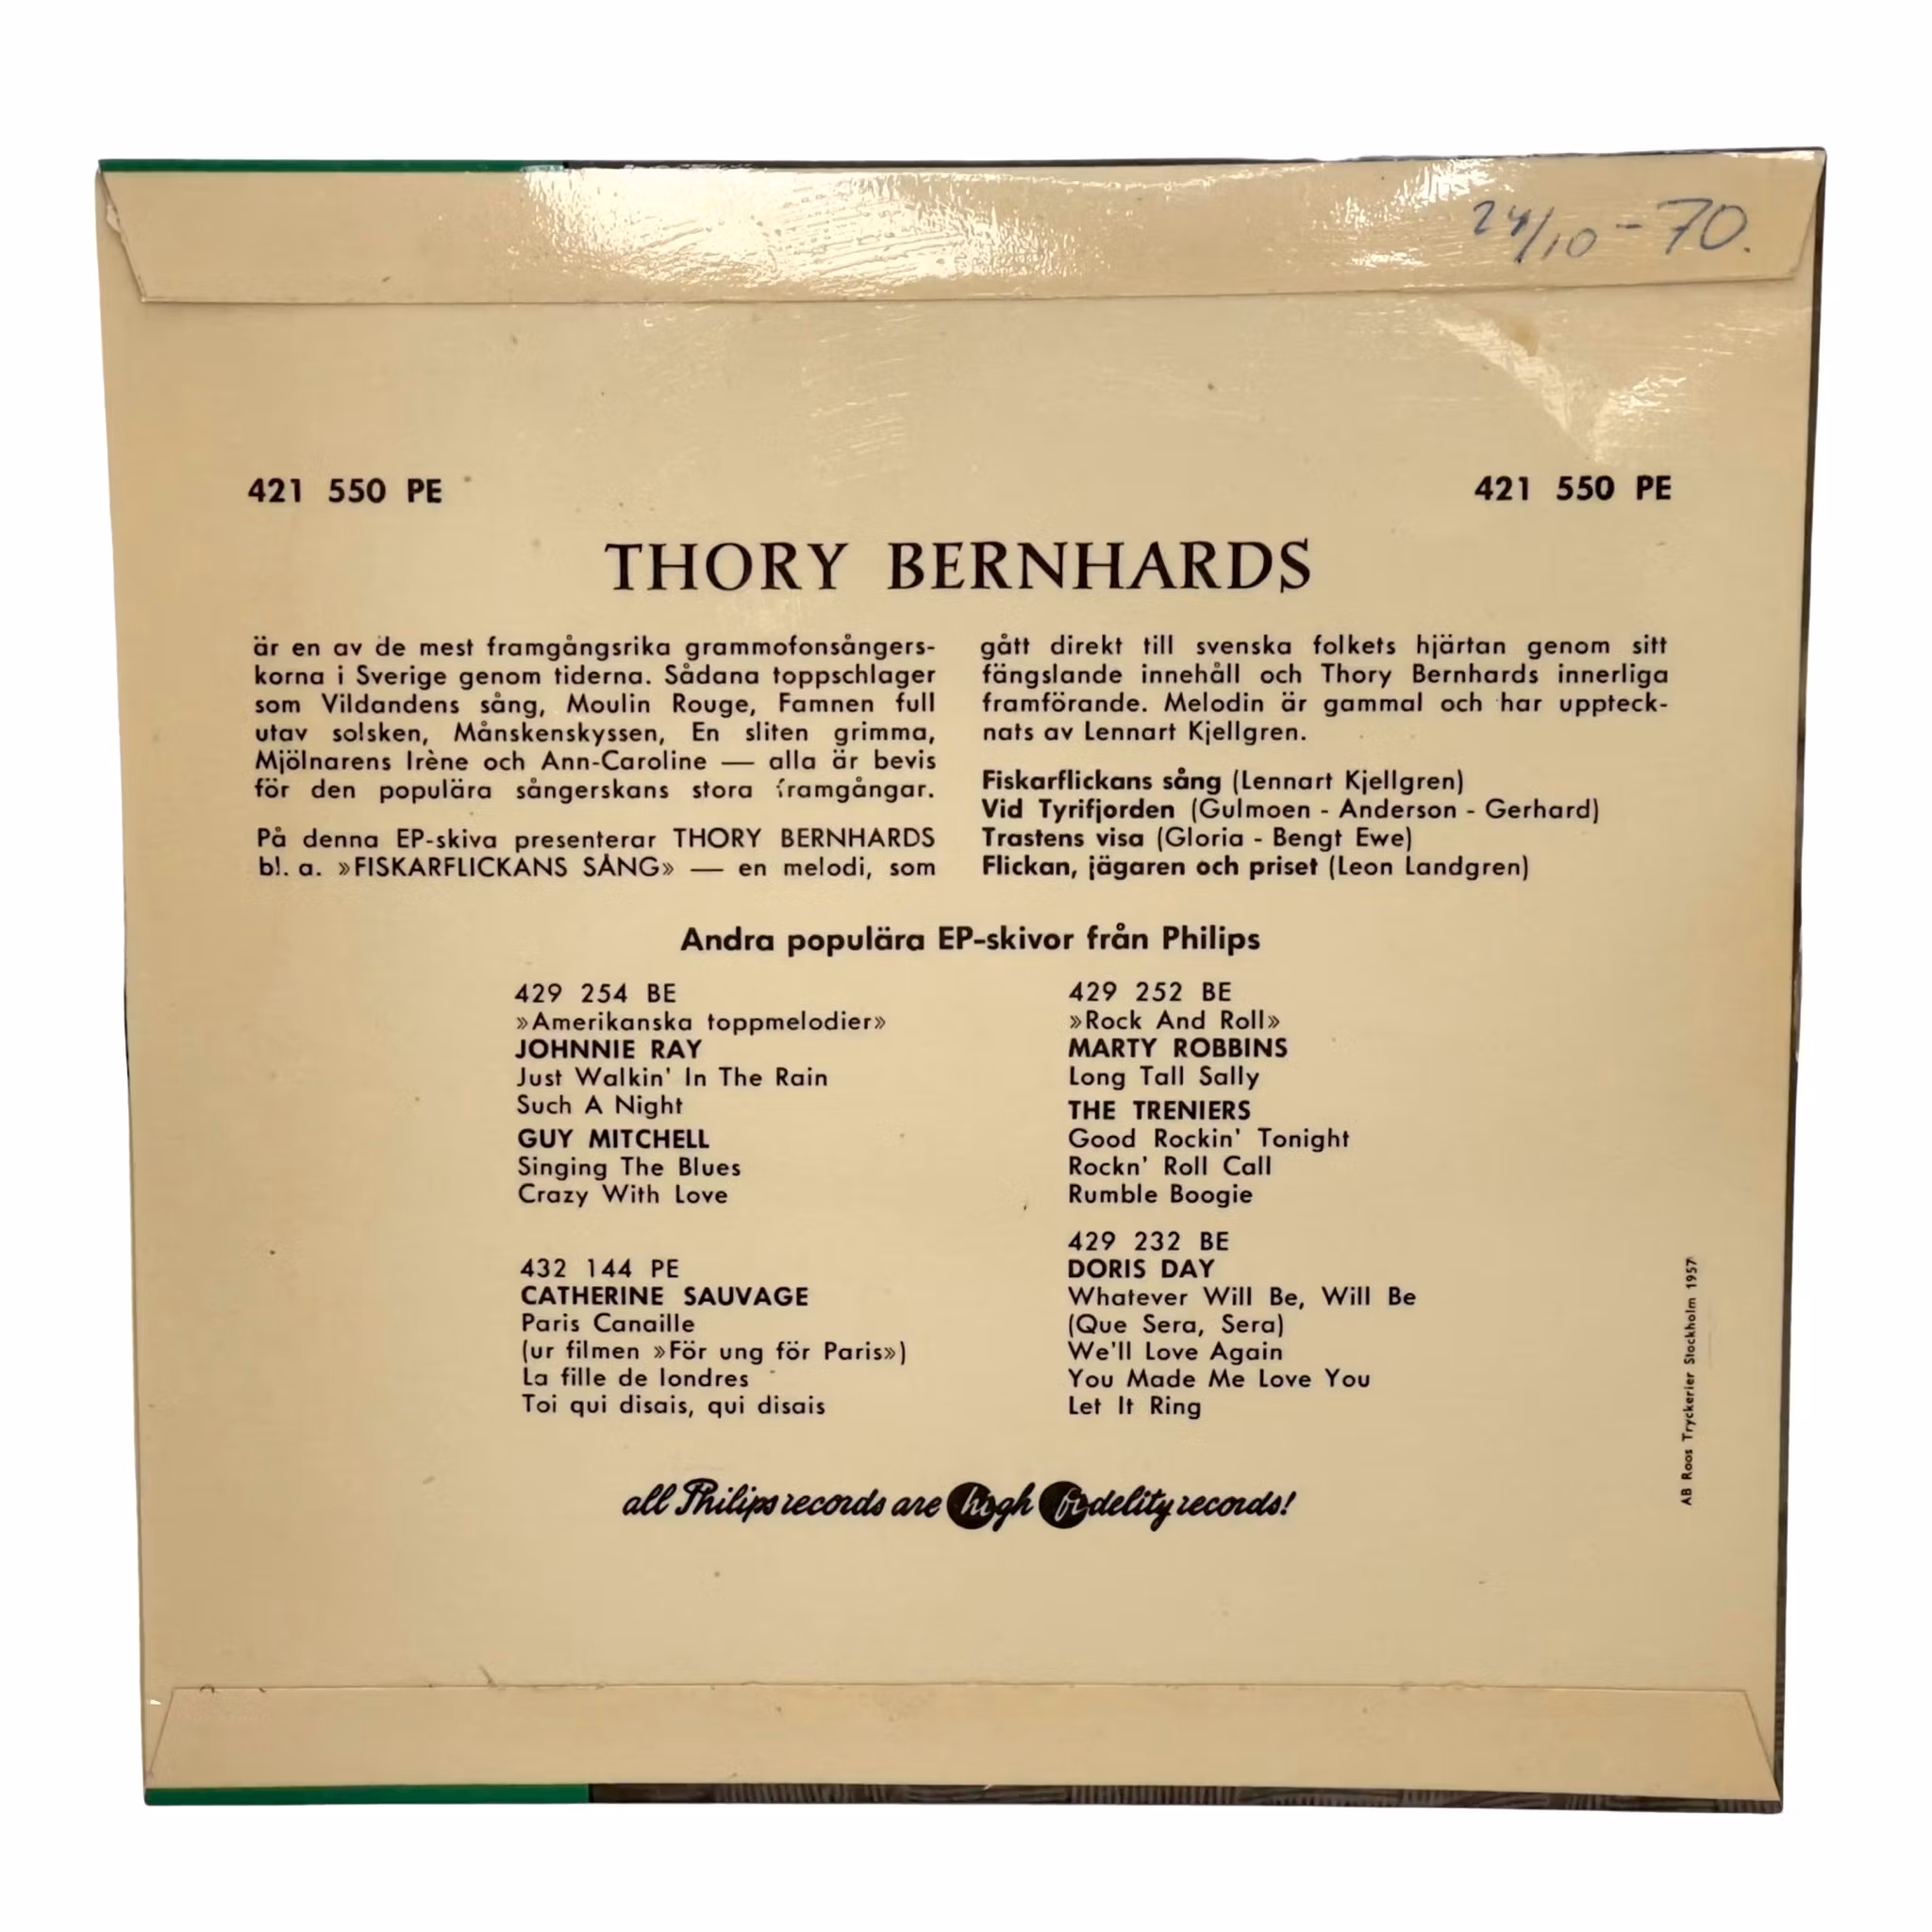 24/10 - 70.
421 550 PE
421 550 PE
THORY BERNHARDS
är en av de mest framgångsrika grammofonsångers-
korna i Sverige genom tiderna. Sådana toppschlager
som Vildandens sång, Moulin Rouge, Famnen full
utav solsken, Månskenskyssen, En sliten grimma,
Mjölnarens Irène och Ann-Caroline — alla är bevis
för den populära sångerskans stora framgångar.
På denna EP-skiva presenterar THORY BERNHARDS
bl. a. »FISKARFLICKANS SÅNG» — en melodi, som
gått direkt till svenska folkets hjärtan genom sitt
fängslande innehåll och Thory Bernhards innerliga
framförande. Melodin är gammal och har uppteck-
nats av Lennart Kjellgren.
Fiskarflickans sång (Lennart Kjellgren)
Vid Tyrifjorden (Gulmoen - Anderson - Gerhard)
Trastens visa (Gloria - Bengt Ewe)
Flickan, jägaren och priset (Leon Landgren)
Andra populära EP-skivor från Philips
429 254 BE
»Amerikanska toppmelodier»
JOHNNIE RAY
Just Walkin' In The Rain
Such A Night
GUY MITCHELL
Singing The Blues
Crazy With Love
432 144 PE
CATHERINE SAUVAGE
Paris Canaille
(ur filmen »För ung för Paris»)
La fille de londres
Toi qui disais, qui disais
429 252 BE
»Rock And Roll»
MARTY ROBBINS
Long Tall Sally
THE TRENIERS
Good Rockin' Tonight
Rockn' Roll Call
Rumble Boogie
429 232 BE
DORIS DAY
Whatever Will Be, Will Be
(Que Sera, Sera)
We'll Love Again
You Made Me Love You
Let It Ring
all Philips records are high fidelity records!
AB Roos Tryckerier Stockholm 1957